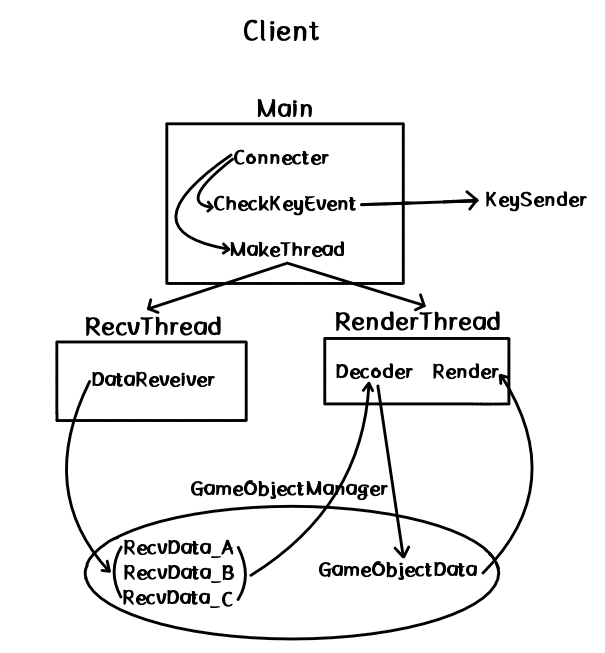 Client
Main
Connecter
CheckKeyEvent
KeySender
MakeThread
RecvThread
RenderThread
DataReveiver
Decoder
Render
GameObjectManager
RecvData_A
RecvData_B
RecvData_C
GameObjectData